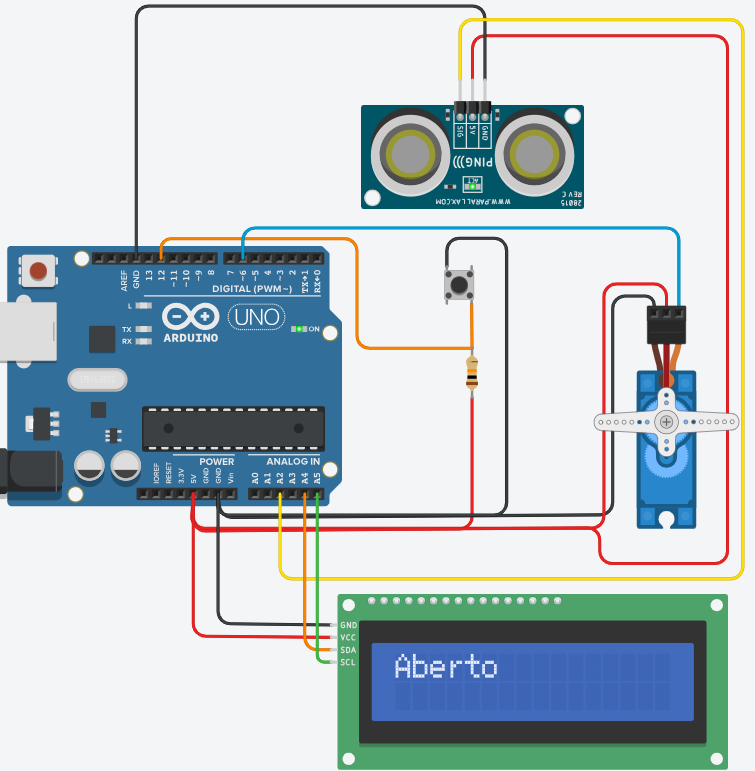 SIG
5V
GND
PING)))
ACT
WWW.PARALLAX.COM
REV C
28015
AREF
GND
13
12
~11
~10
~9
8
7
~6
~5
4
~3
2
TX→1
RX←0
DIGITAL (PWM~)
L
TX
RX
ARDUINO
UNO
ON
IOREF
RESET
3.3V
5V
GND
GND
Vin
POWER
A0
A1
A2
A3
A4
A5
ANALOG IN
GND
VCC
SDA
SCL
Aberto